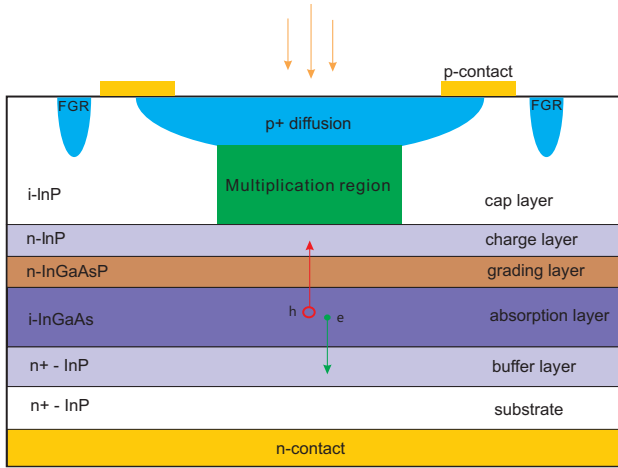 p-contact
FGR
FGR
p+ diffusion
Multiplication region
i-InP
cap layer
n-InP
charge layer
n-InGaAsP
grading layer
h
e
i-InGaAs
absorption layer
n+ - InP
buffer layer
n+ - InP
substrate
n-contact